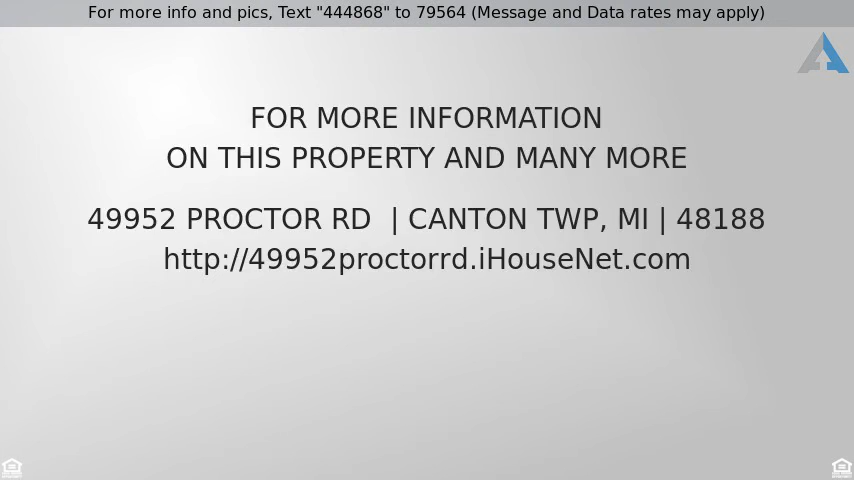 For more info and pics, Text "444868" to 79564 (Message and Data rates may apply)
FOR MORE INFORMATION
ON THIS PROPERTY AND MANY MORE
49952 PROCTOR RD  | CANTON TWP, MI | 48188
http://49952proctorrd.iHouseNet.com